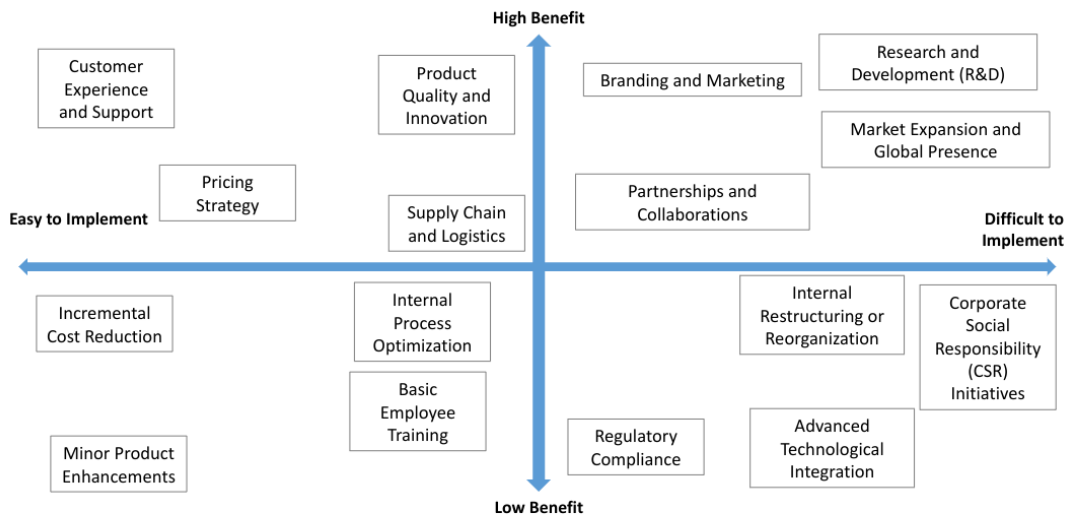 High Benefit
Customer
Experience
and Support
Product
Quality and
Innovation
Branding and Marketing
Research and
Development (R&D)
Market Expansion and
Global Presence
Pricing
Strategy
Partnerships and
Collaborations
Supply Chain
and Logistics
Easy to Implement
Difficult to
Implement
Incremental
Cost Reduction
Internal
Process
Optimization
Internal
Restructuring or
Reorganization
Corporate
Social
Responsibility
(CSR)
Initiatives
Basic
Employee
Training
Minor Product
Enhancements
Regulatory
Compliance
Advanced
Technological
Integration
Low Benefit